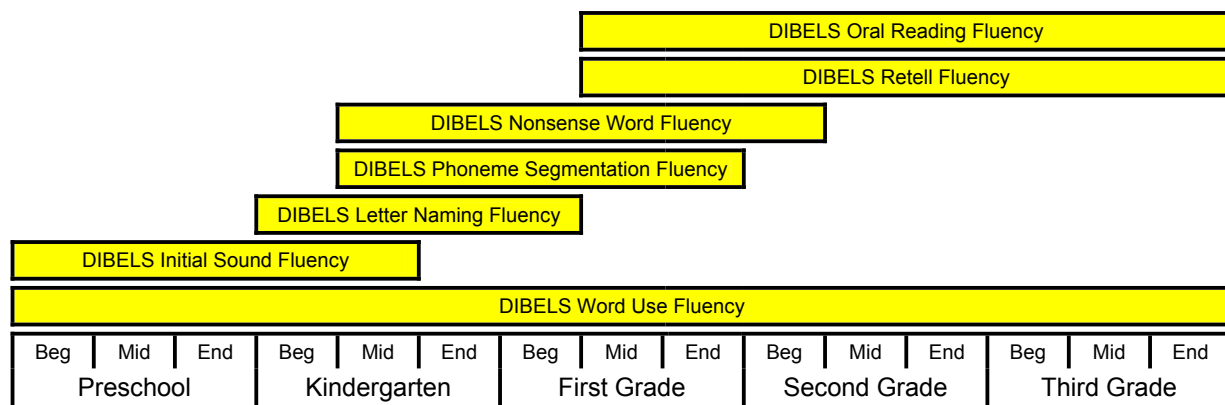 DIBELS Oral Reading Fluency
DIBELS Retell Fluency
DIBELS Nonsense Word Fluency
DIBELS Phoneme Segmentation Fluency
DIBELS Letter Naming Fluency
DIBELS Initial Sound Fluency
DIBELS Word Use Fluency
Beg Mid End Beg Mid End Beg Mid End Beg Mid End Beg Mid End
Preschool Kindergarten First Grade Second Grade Third Grade